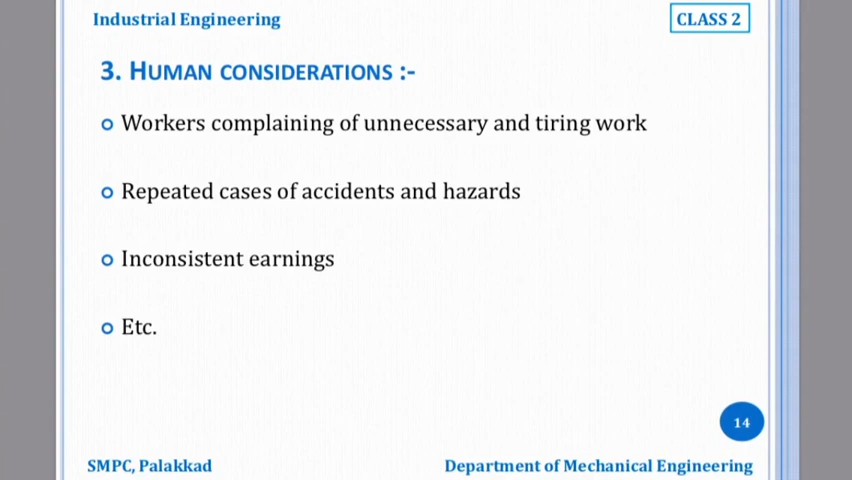 Industrial Engineering
CLASS 2
3. HUMAN CONSIDERATIONS :-
Workers complaining of unnecessary and tiring work
Repeated cases of accidents and hazards
Inconsistent earnings
Etc.
14
SMPC, Palakkad
Department of Mechanical Engineering